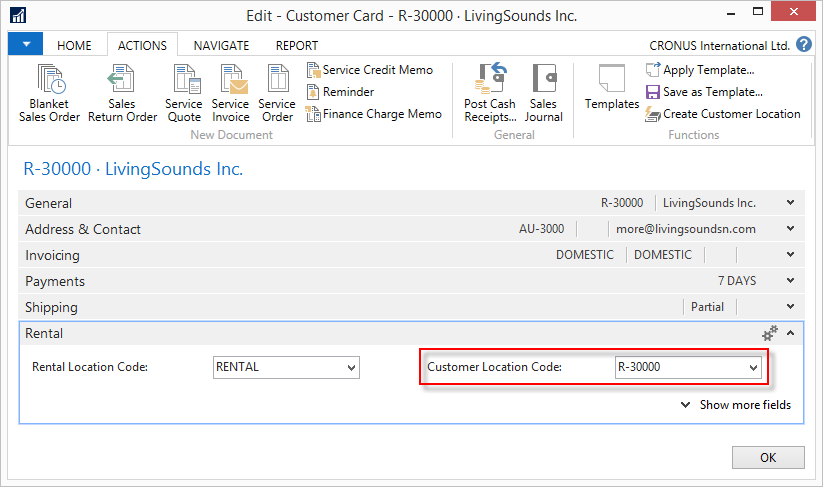 Edit - Customer Card - R-30000 · LivingSounds Inc.
HOME ACTIONS NAVIGATE REPORT CRONUS International Ltd. ?
Blanket Sales Order
Sales Return Order
Service Quote
Service Invoice
Service Order
Service Credit Memo
Reminder
Finance Charge Memo
New Document
Post Cash Receipts...
Sales Journal
General
Templates
Apply Template...
Save as Template...
Create Customer Location
Functions
R-30000 · LivingSounds Inc.
General R-30000 LivingSounds Inc.
Address & Contact AU-3000 more@livingsoundsn.com
Invoicing DOMESTIC DOMESTIC
Payments 7 DAYS
Shipping Partial
Rental
Rental Location Code: RENTAL Customer Location Code: R-30000
Show more fields
OK